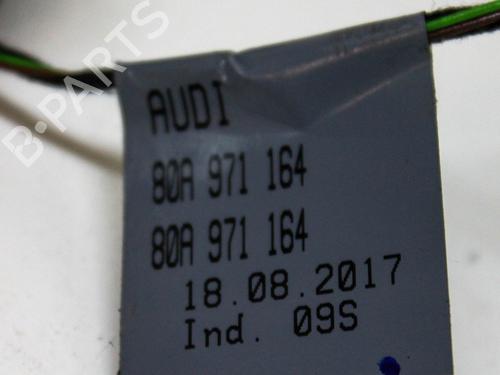 B-PARTS
AUDI
80A 971 164
80A 971 164
18.08.2017
Ind. 09S